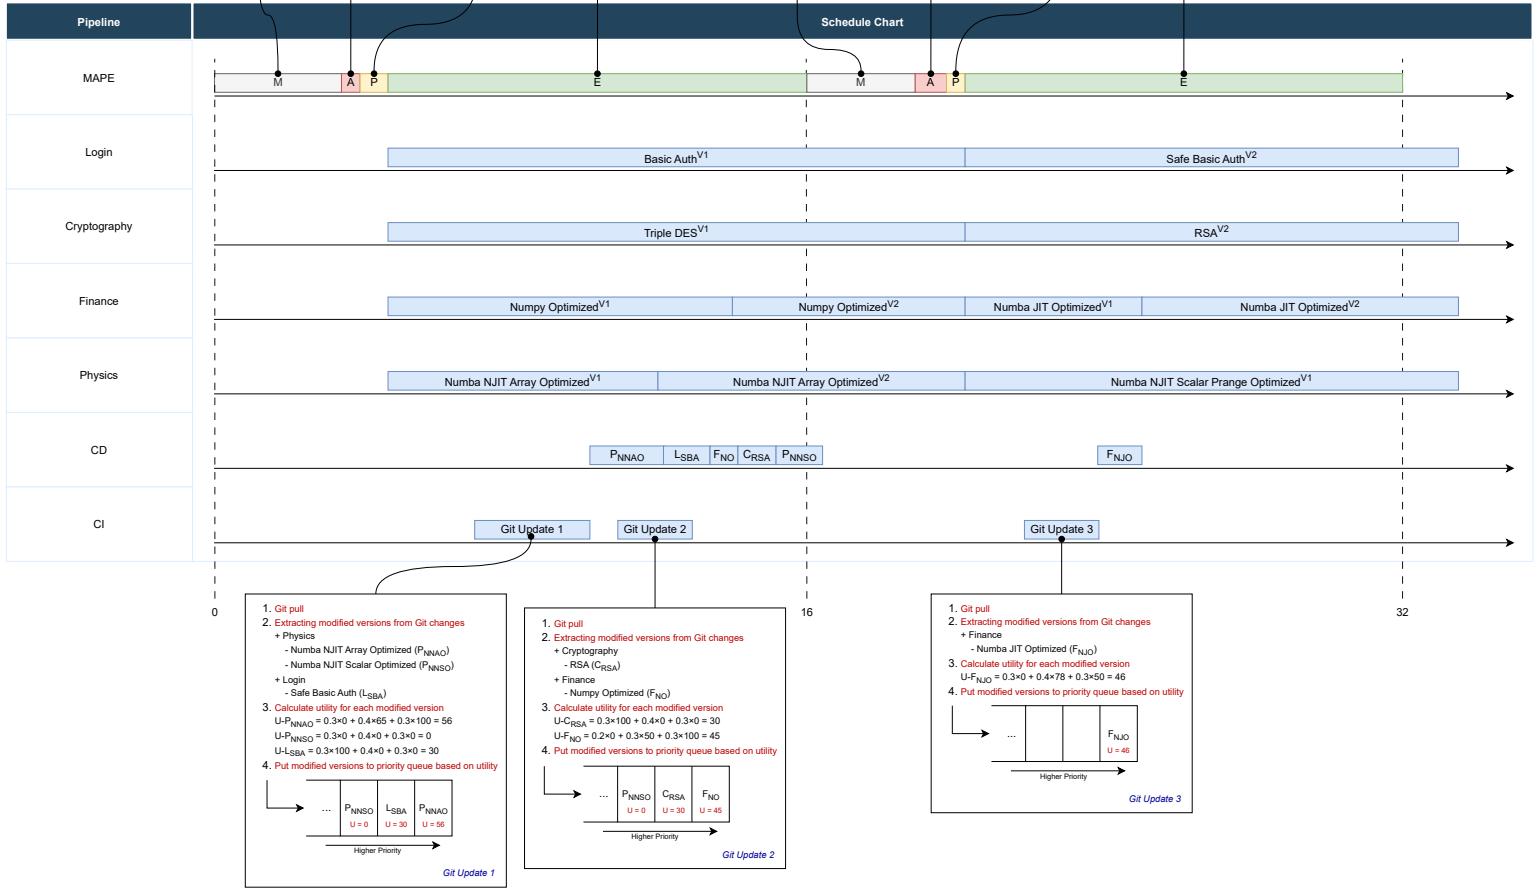 Pipeline
Schedule Chart
MAPE
M
A
P
E
M
A
P
E
Login
Basic AuthV1
Safe Basic AuthV2
Cryptography
Triple DESV1
RSAV2
Finance
Numpy OptimizedV1
Numpy OptimizedV2
Numba JIT OptimizedV1
Numba JIT OptimizedV2
Physics
Numba NJIT Array OptimizedV1
Numba NJIT Array OptimizedV2
Numba NJIT Scalar Prange OptimizedV1
CD
PNNAO
LSBA
FNO
CRSA
PNNSO
FNJO
CI
Git Update 1
Git Update 2
Git Update 3
0
16
32
1. Git pull
2. Extracting modified versions from Git changes
+ Physics
- Numba NJIT Array Optimized (PNNAO)
- Numba NJIT Scalar Optimized (PNNSO)
+ Login
- Safe Basic Auth (LSBA)
3. Calculate utility for each modified version
U-PNNAO = 0.3×0 + 0.4×65 + 0.3×100 = 56
U-PNNSO = 0.3×0 + 0.4×0 + 0.3×0 = 0
U-LSBA = 0.3×100 + 0.4×0 + 0.3×0 = 30
4. Put modified versions to priority queue based on utility
...
PNNSO
U = 0
LSBA
U = 30
PNNAO
U = 56
Higher Priority
Git Update 1
1. Git pull
2. Extracting modified versions from Git changes
+ Cryptography
- RSA (CRSA)
+ Finance
- Numpy Optimized (FNO)
3. Calculate utility for each modified version
U-CRSA = 0.3×100 + 0.4×0 + 0.3×0 = 30
U-FNO = 0.2×0 + 0.3×50 + 0.3×100 = 45
4. Put modified versions to priority queue based on utility
...
PNNSO
U = 0
CRSA
U = 30
FNO
U = 45
Higher Priority
Git Update 2
1. Git pull
2. Extracting modified versions from Git changes
+ Finance
- Numba JIT Optimized (FNJO)
3. Calculate utility for each modified version
U-FNJO = 0.3×0 + 0.4×78 + 0.3×50 = 46
4. Put modified versions to priority queue based on utility
...
FNJO
U = 46
Higher Priority
Git Update 3